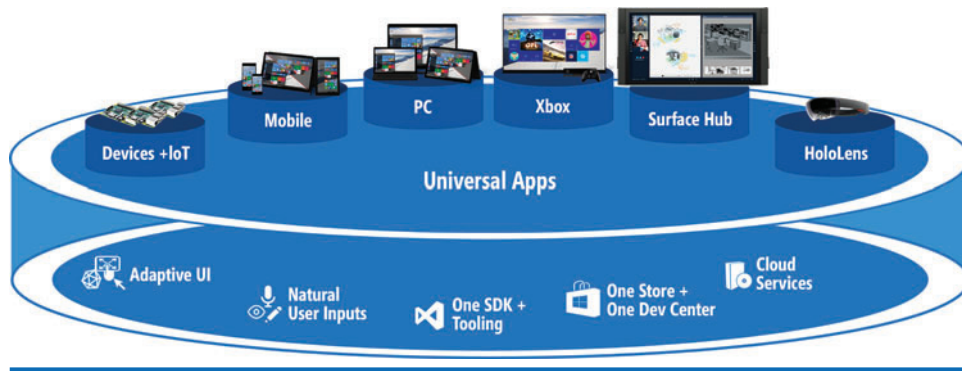 Devices +IoT
Mobile
PC
Xbox
Surface Hub
HoloLens
Universal Apps
Adaptive UI
Natural
User Inputs
One SDK +
Tooling
One Store +
One Dev Center
Cloud
Services